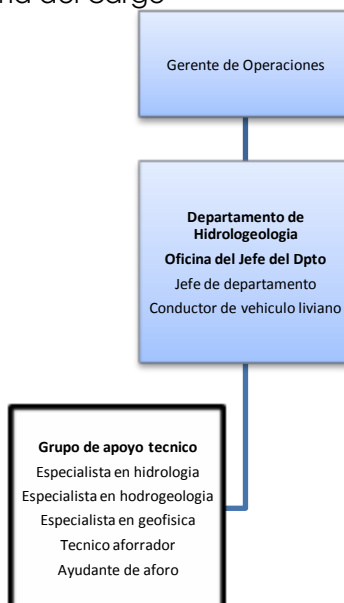 Gerente de Operaciones
Departamento de
Hidrologeologia
Oficina del Jefe del Dpto
Jefe de departamento
Conductor de vehiculo liviano
Grupo de apoyo tecnico
Especialista en hidrologia
Especialista en hodrogeologia
Especialista en geofisica
Tecnico aforrador
Ayudante de aforo